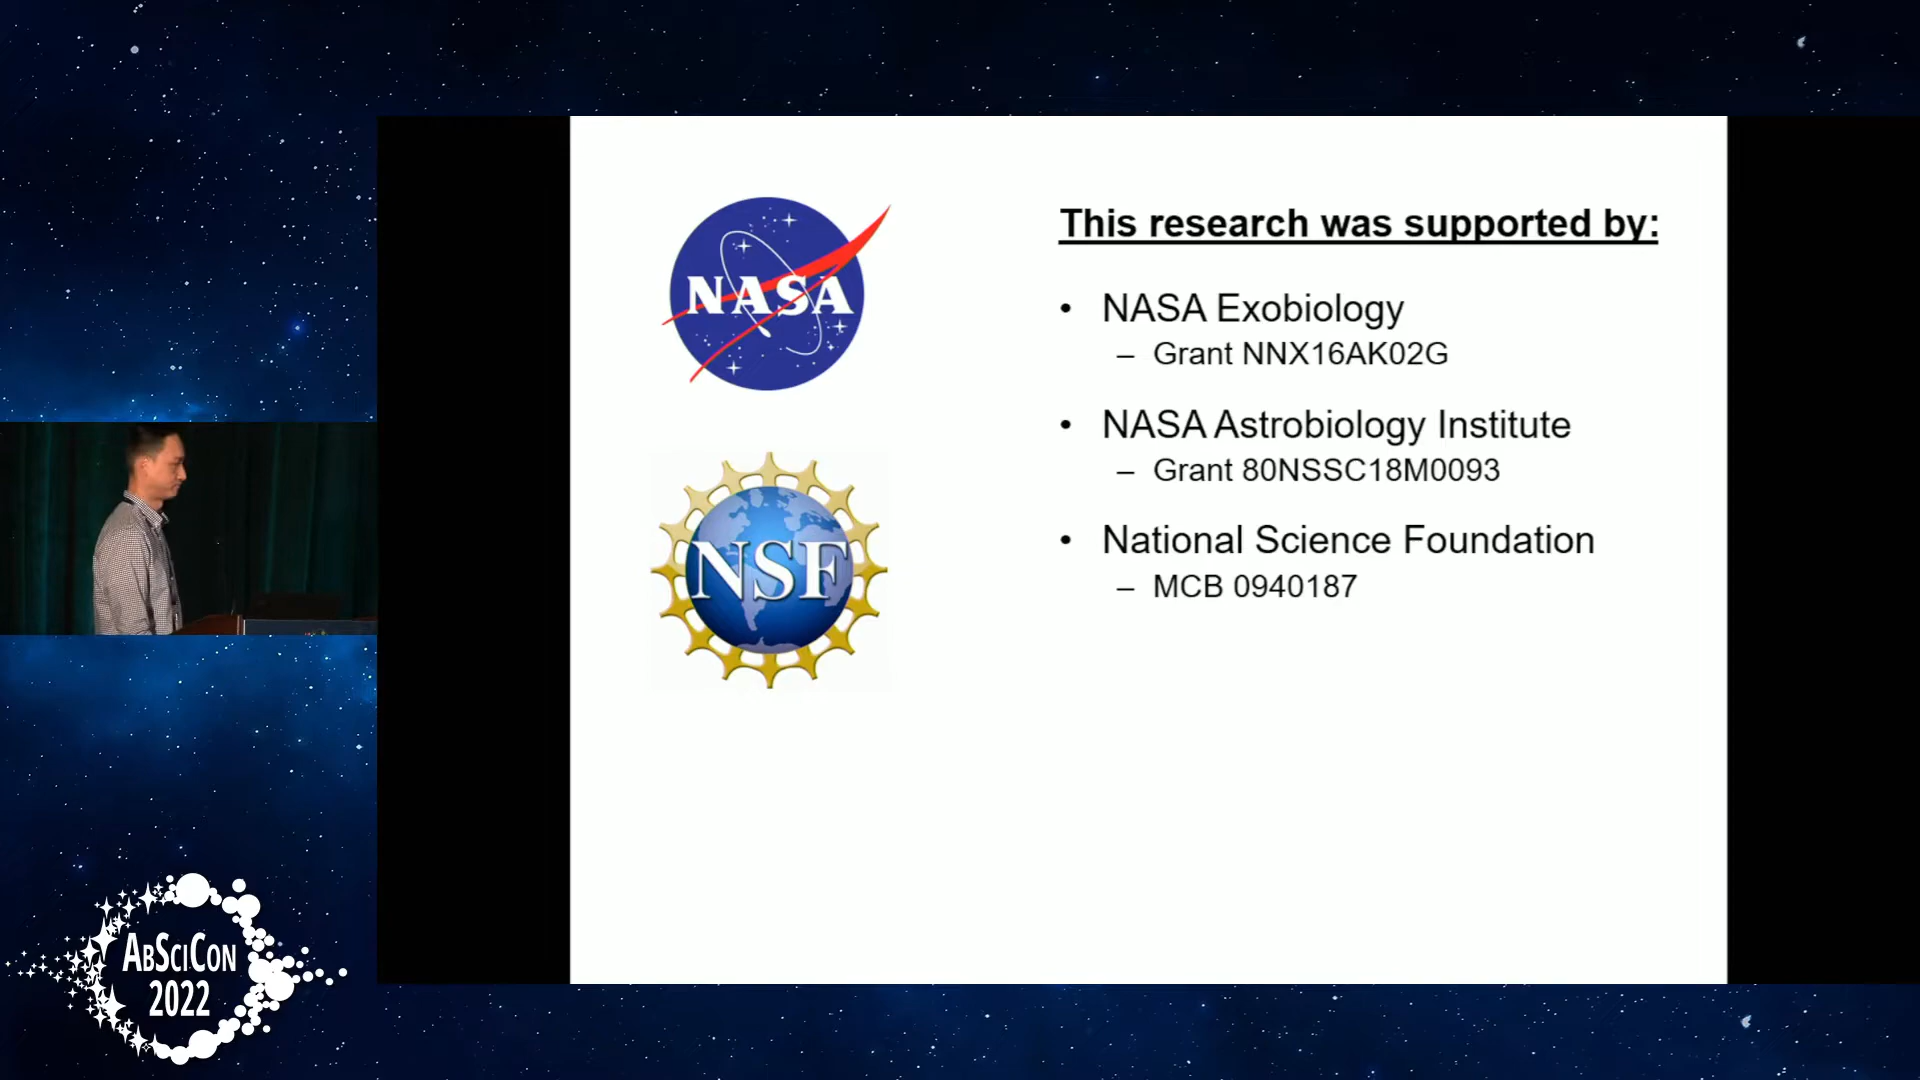 NASA
NSF
This research was supported by:
• NASA Exobiology
– Grant NNX16AK02G
• NASA Astrobiology Institute
– Grant 80NSSC18M0093
• National Science Foundation
– MCB 0940187
ABSCICON
2022